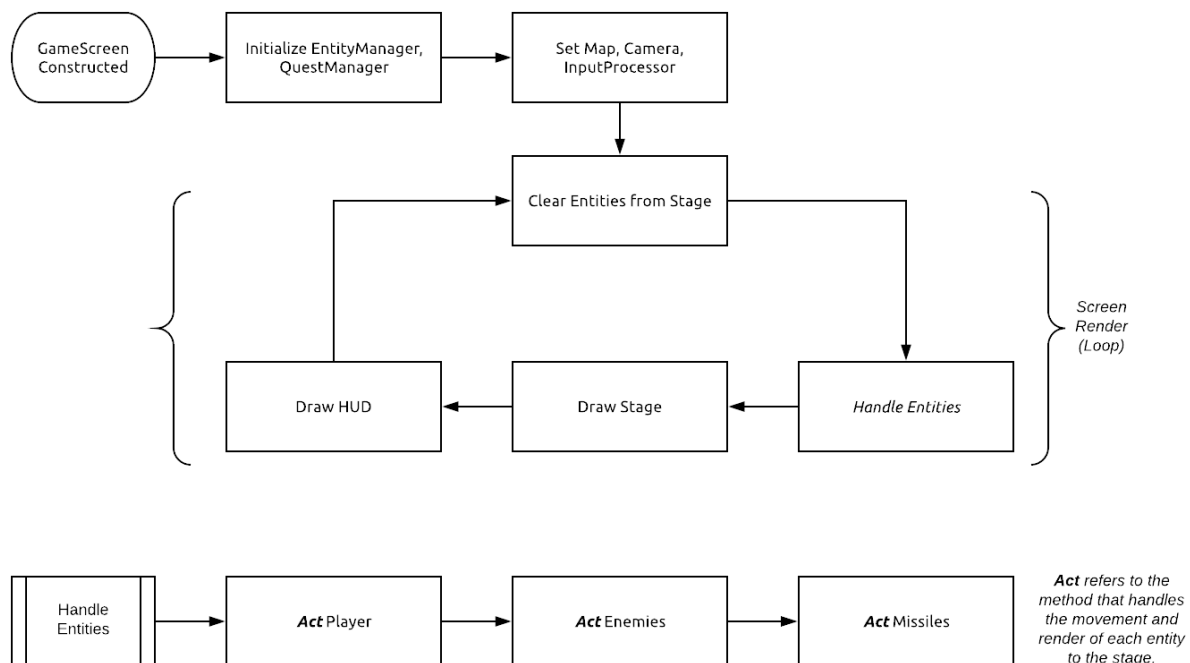 GameScreen
Constructed
Initialize EntityManager,
QuestManager
Set Map, Camera,
InputProcessor
Clear Entities from Stage
Screen
Render
(Loop)
Draw HUD
Draw Stage
Handle Entities
Handle
Entities
Act Player
Act Enemies
Act Missiles
Act refers to the
method that handles
the movement and
render of each entity
to the stage.